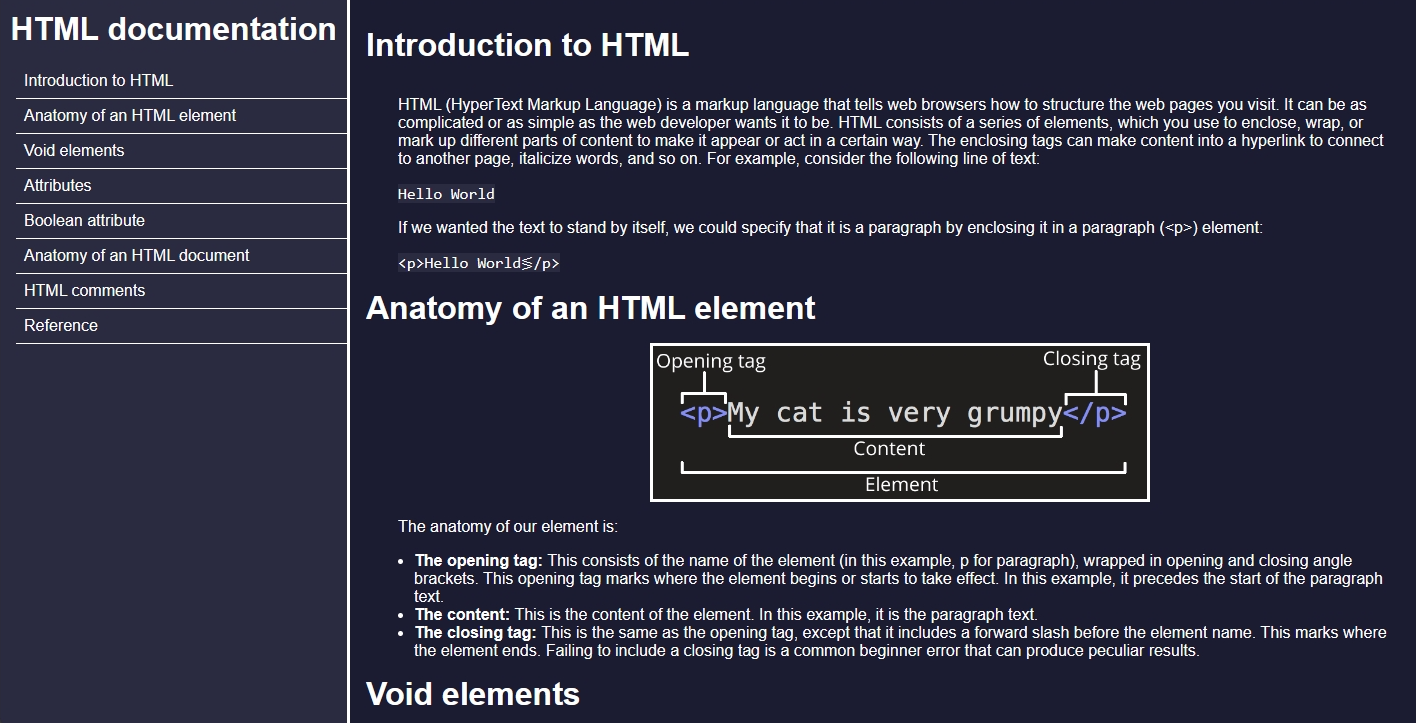 HTML documentation
Introduction to HTML
Anatomy of an HTML element
Void elements
Attributes
Boolean attribute
Anatomy of an HTML document
HTML comments
Reference
Introduction to HTML
HTML (HyperText Markup Language) is a markup language that tells web browsers how to structure the web pages you visit. It can be as
complicated or as simple as the web developer wants it to be. HTML consists of a series of elements, which you use to enclose, wrap, or
mark up different parts of content to make it appear or act in a certain way. The enclosing tags can make content into a hyperlink to connect
to another page, italicize words, and so on. For example, consider the following line of text:
Hello World
If we wanted the text to stand by itself, we could specify that it is a paragraph by enclosing it in a paragraph (<p>) element:
<p>Hello World≶/p>
Anatomy of an HTML element
Opening tag Closing tag
<p>My cat is very grumpy</p>
Content
Element
The anatomy of our element is:
• The opening tag: This consists of the name of the element (in this example, p for paragraph), wrapped in opening and closing angle
brackets. This opening tag marks where the element begins or starts to take effect. In this example, it precedes the start of the paragraph
text.
• The content: This is the content of the element. In this example, it is the paragraph text.
• The closing tag: This is the same as the opening tag, except that it includes a forward slash before the element name. This marks where
the element ends. Failing to include a closing tag is a common beginner error that can produce peculiar results.
Void elements